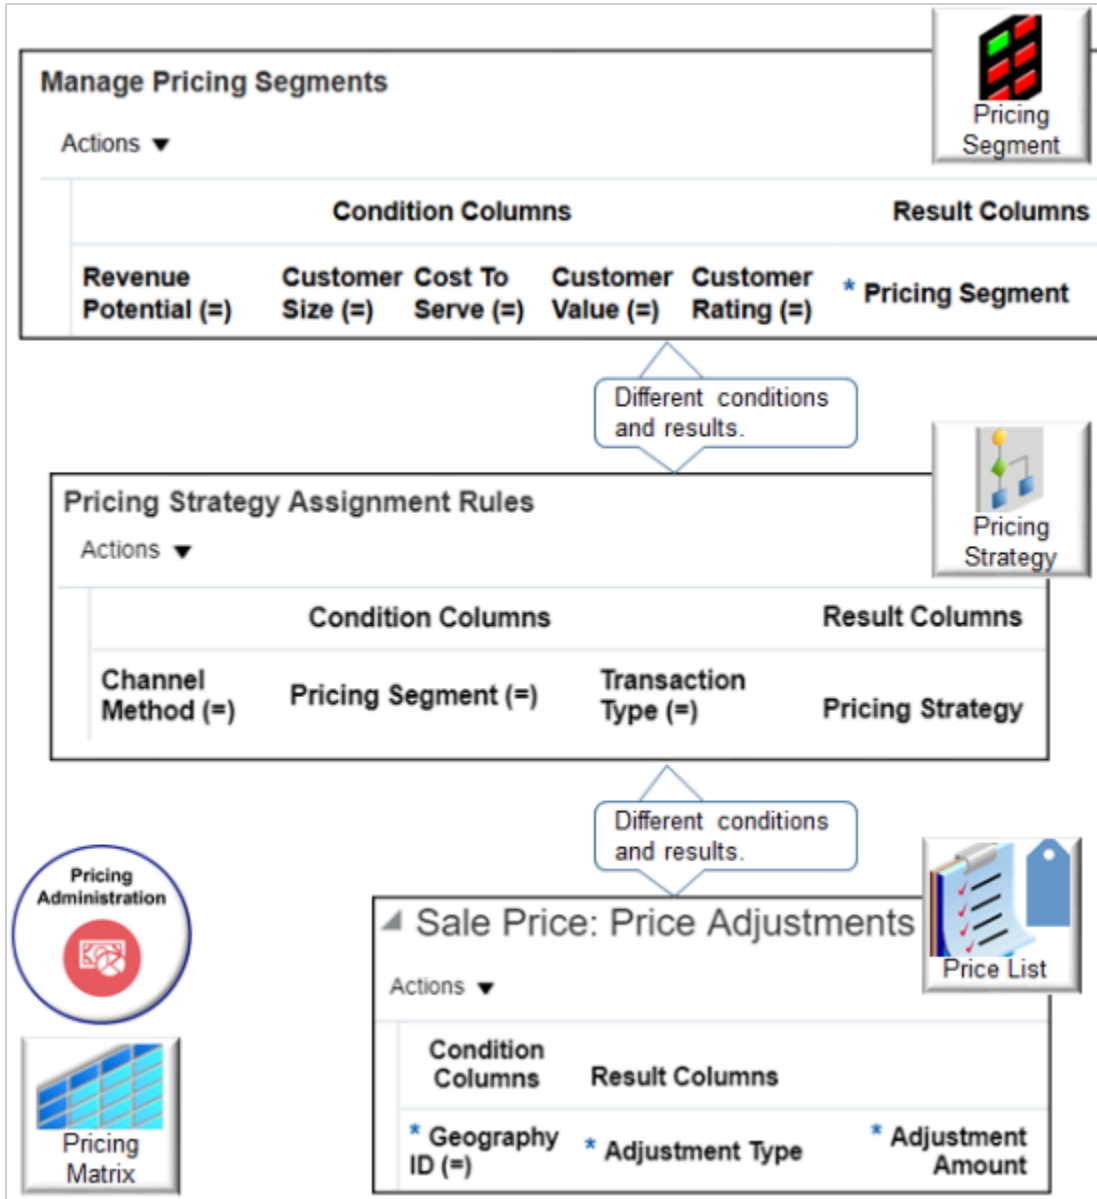 Manage Pricing Segments
Pricing
Segment
Actions ▼
Condition Columns
Result Columns
Revenue
Potential (=)
Customer
Size (=)
Cost To
Serve (=)
Customer
Value (=)
Customer
Rating (=)
* Pricing Segment
Different conditions
and results.
Pricing Strategy Assignment Rules
Pricing
Strategy
Actions ▼
Condition Columns
Result Columns
Channel
Method (=)
Pricing Segment (=)
Transaction
Type (=)
Pricing Strategy
Different conditions
and results.
Pricing
Administration
Sale Price: Price Adjustments
Price List
Actions ▼
Condition
Columns
Result Columns
* Geography
ID (=)
* Adjustment Type
* Adjustment
Amount
Pricing
Matrix